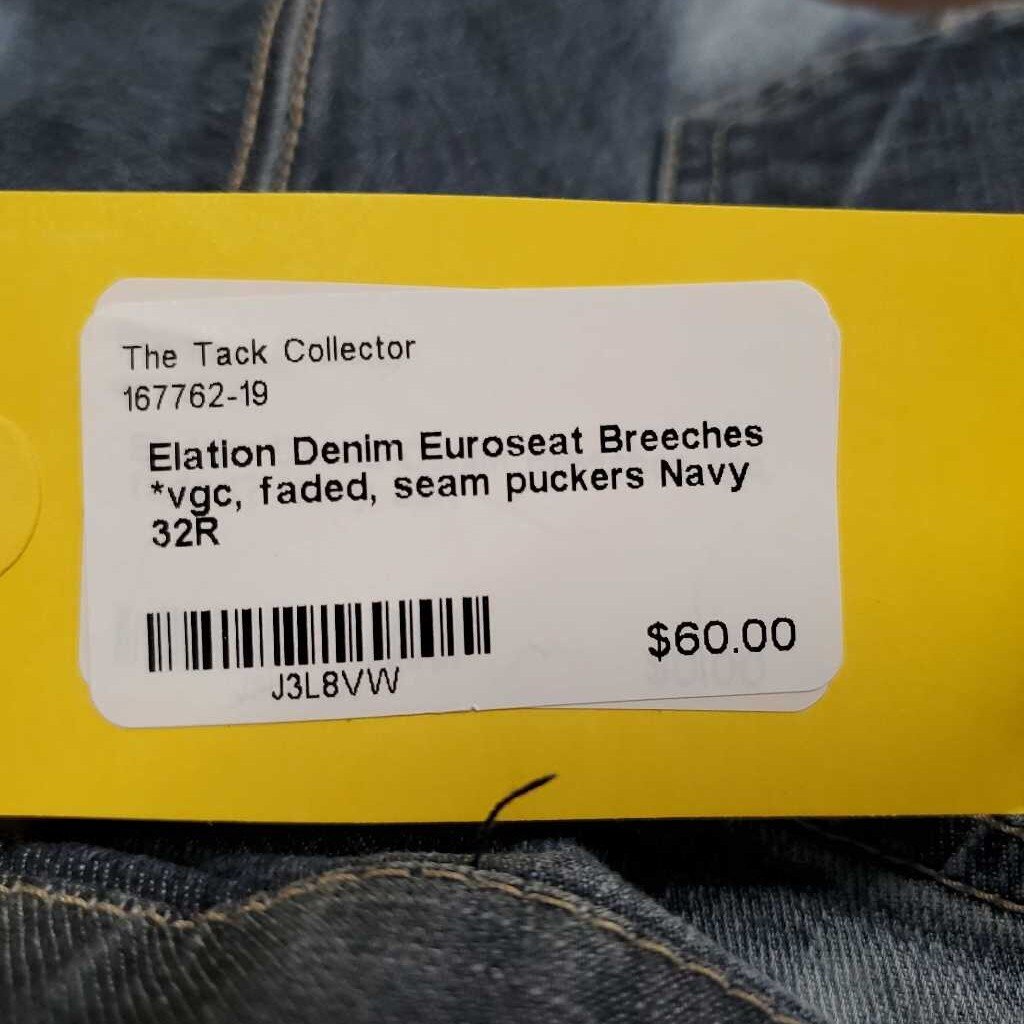 The Tack Collector
167762-19
Elation Denim Euroseat Breeches
*vgc, faded, seam puckers Navy
32R
J3L8VW
$60.00